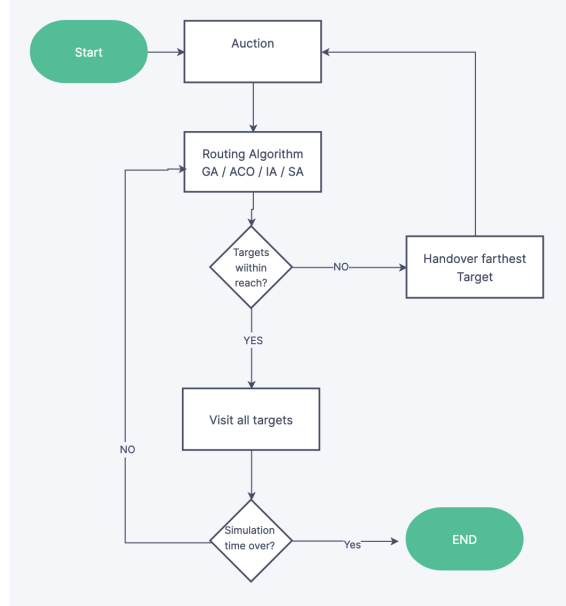 Start
Auction
Routing Algorithm
GA / ACO / IA / SA
Targets
wiithin
reach?
NO
Handover farthest
Target
YES
Visit all targets
NO
Simulation
time over?
Yes
END